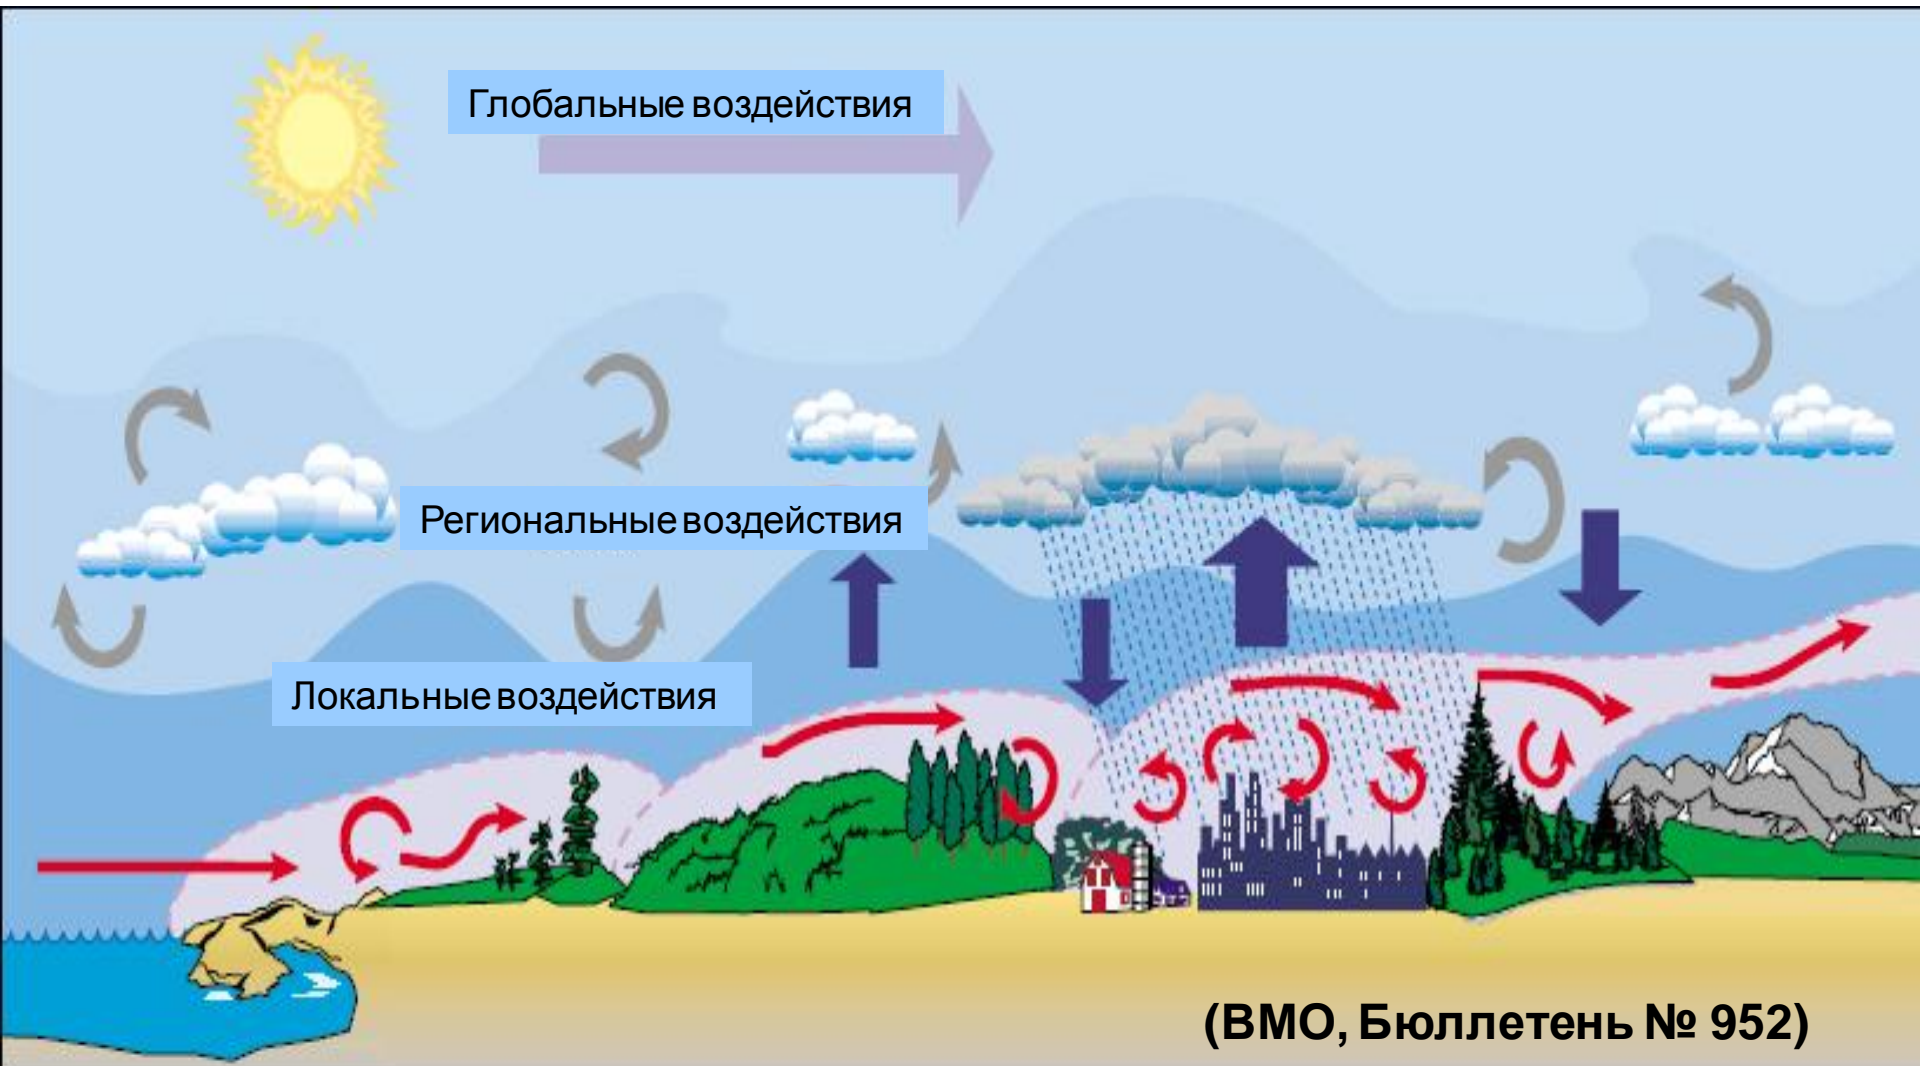 Глобальные воздействия
Региональные воздействия
Локальные воздействия
(ВМО, Бюллетень № 952)